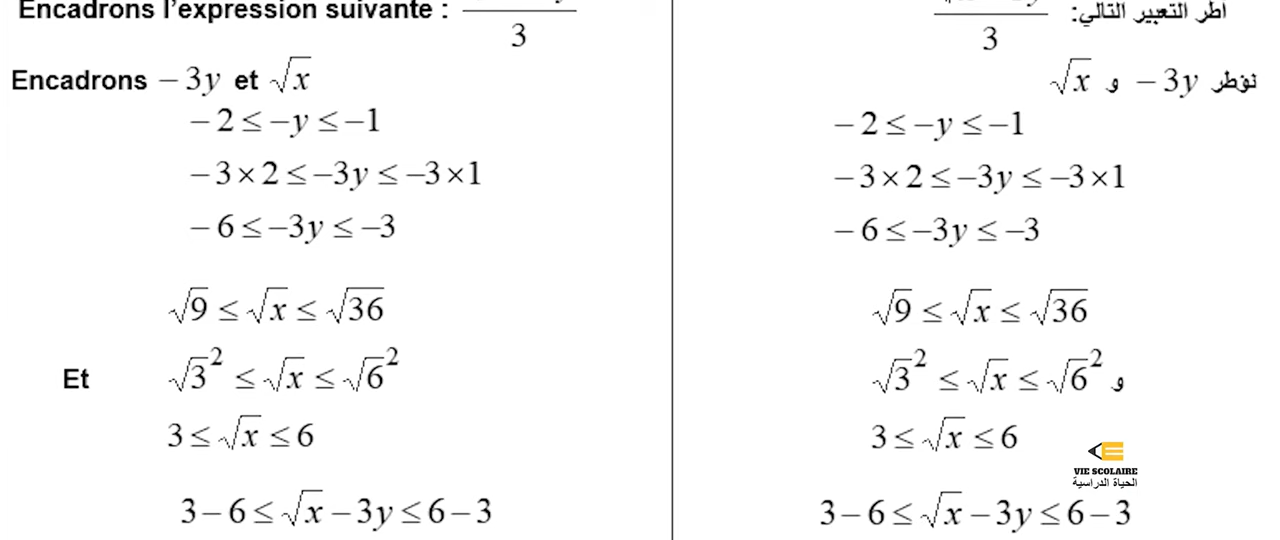 Encadrons l'expression suivante : 3
Encadrons − 3y et √x
− 2 ≤ −y ≤ −1
− 3 × 2 ≤ −3y ≤ −3 × 1
− 6 ≤ −3y ≤ −3
√9 ≤ √x ≤ √36
Et √3² ≤ √x ≤ √6²
3 ≤ √x ≤ 6
3 − 6 ≤ √x − 3y ≤ 6 − 3
اطر التعبير التالي: 3
نؤطر − 3y و √x
− 2 ≤ −y ≤ −1
− 3 × 2 ≤ −3y ≤ −3 × 1
− 6 ≤ −3y ≤ −3
√9 ≤ √x ≤ √36
و √3² ≤ √x ≤ √6²
3 ≤ √x ≤ 6
VIE SCOLAIRE
الحياة الدراسية
3 − 6 ≤ √x − 3y ≤ 6 − 3